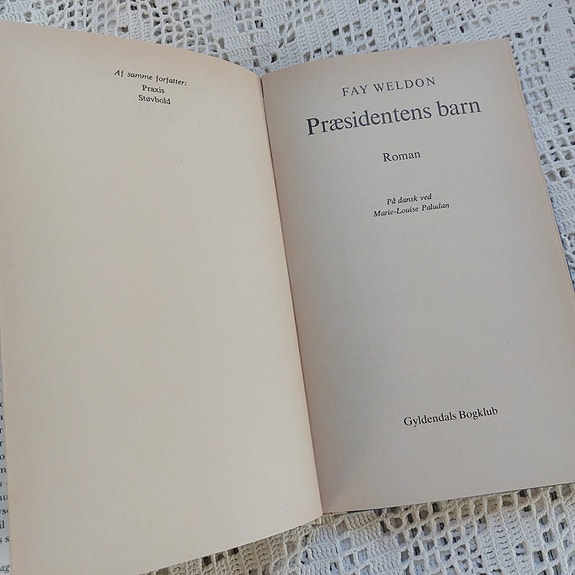 Af samme forfatter:
Praxis
Støvbold
FAY WELDON
Præsidentens barn
Roman
På dansk ved
Marie-Louise Paludan
Gyldendals Bogklub